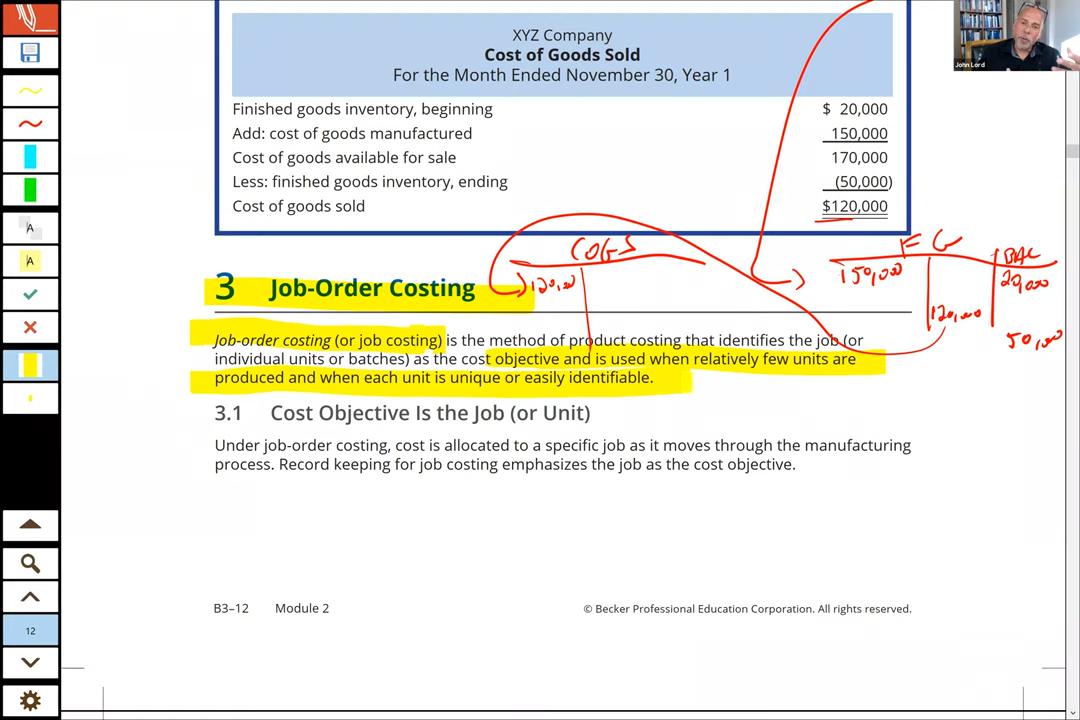 XYZ Company
Cost of Goods Sold
For the Month Ended November 30, Year 1
Finished goods inventory, beginning $ 20,000
Add: cost of goods manufactured 150,000
Cost of goods available for sale 170,000
Less: finished goods inventory, ending (50,000)
Cost of goods sold $120,000
John Lord
COGS
120,000
FG
BAL
150,000
20,000
120,000
50,000
3 Job-Order Costing
Job-order costing (or job costing) is the method of product costing that identifies the job (or
individual units or batches) as the cost objective and is used when relatively few units are
produced and when each unit is unique or easily identifiable.
3.1 Cost Objective Is the Job (or Unit)
Under job-order costing, cost is allocated to a specific job as it moves through the manufacturing
process. Record keeping for job costing emphasizes the job as the cost objective.
B3–12 Module 2 © Becker Professional Education Corporation. All rights reserved.
A
A
12